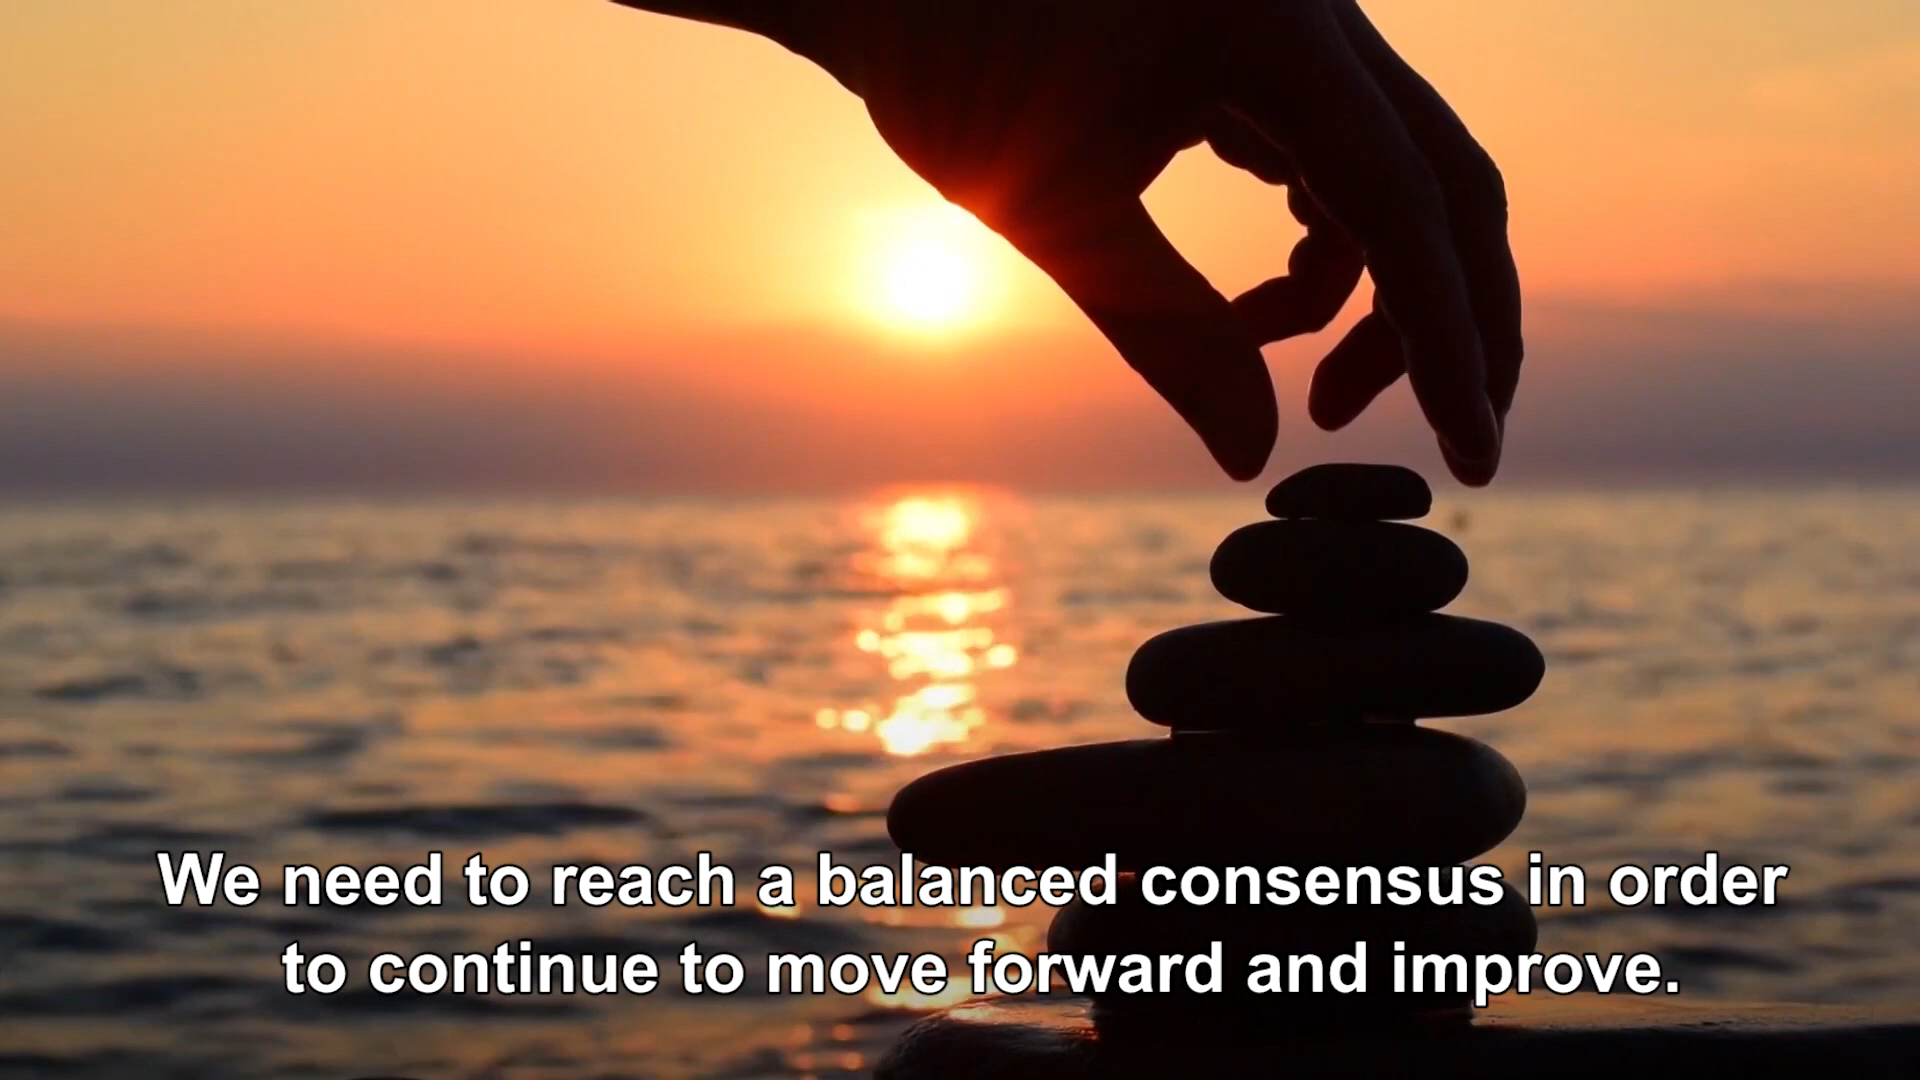 We need to reach a balanced consensus in order
to continue to move forward and improve.